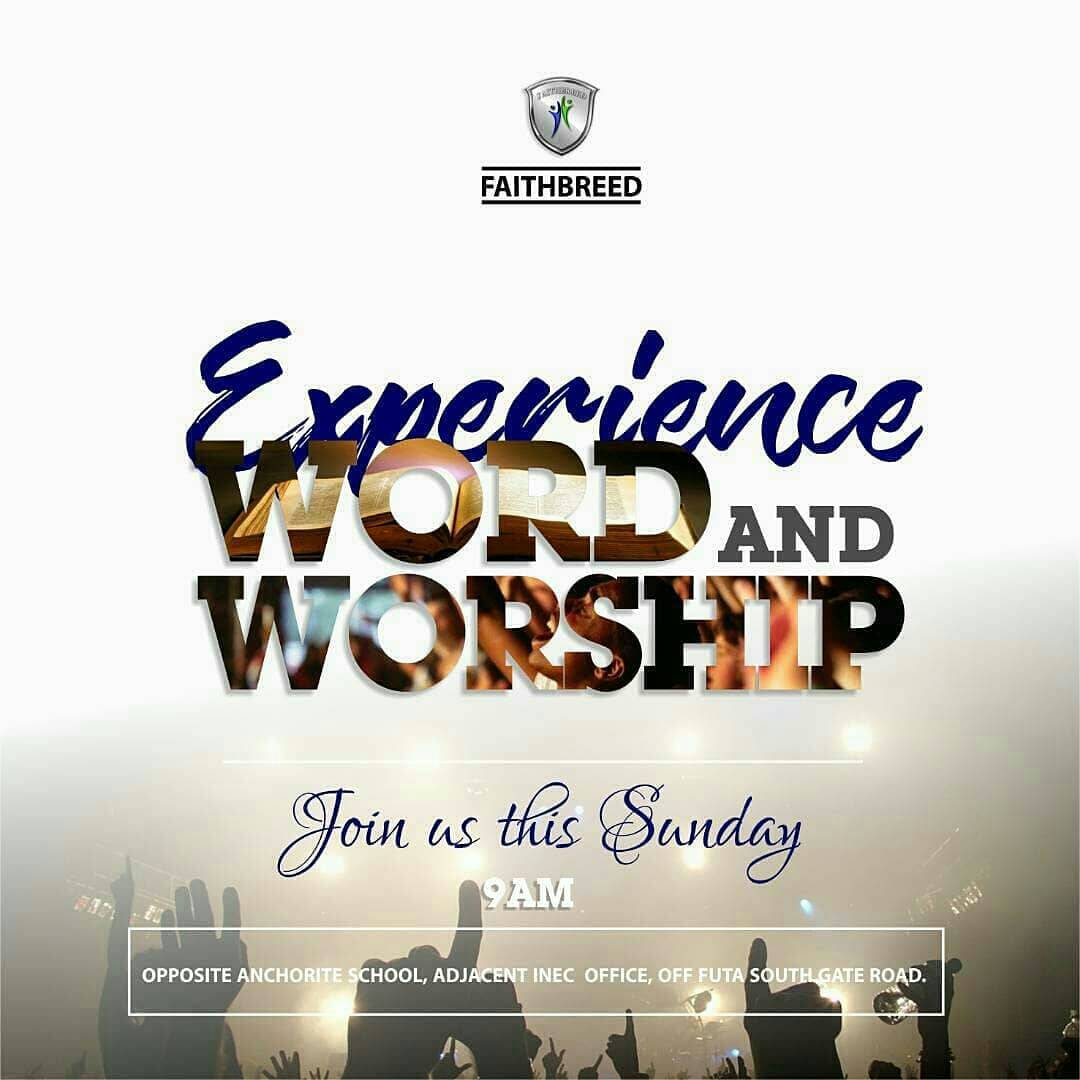 FAITHBREED
FAITHBREED
Experience
WORD AND
WORSHIP
Join us this Sunday
9AM
OPPOSITE ANCHORITE SCHOOL, ADJACENT INEC OFFICE, OFF FUTA SOUTH GATE ROAD.